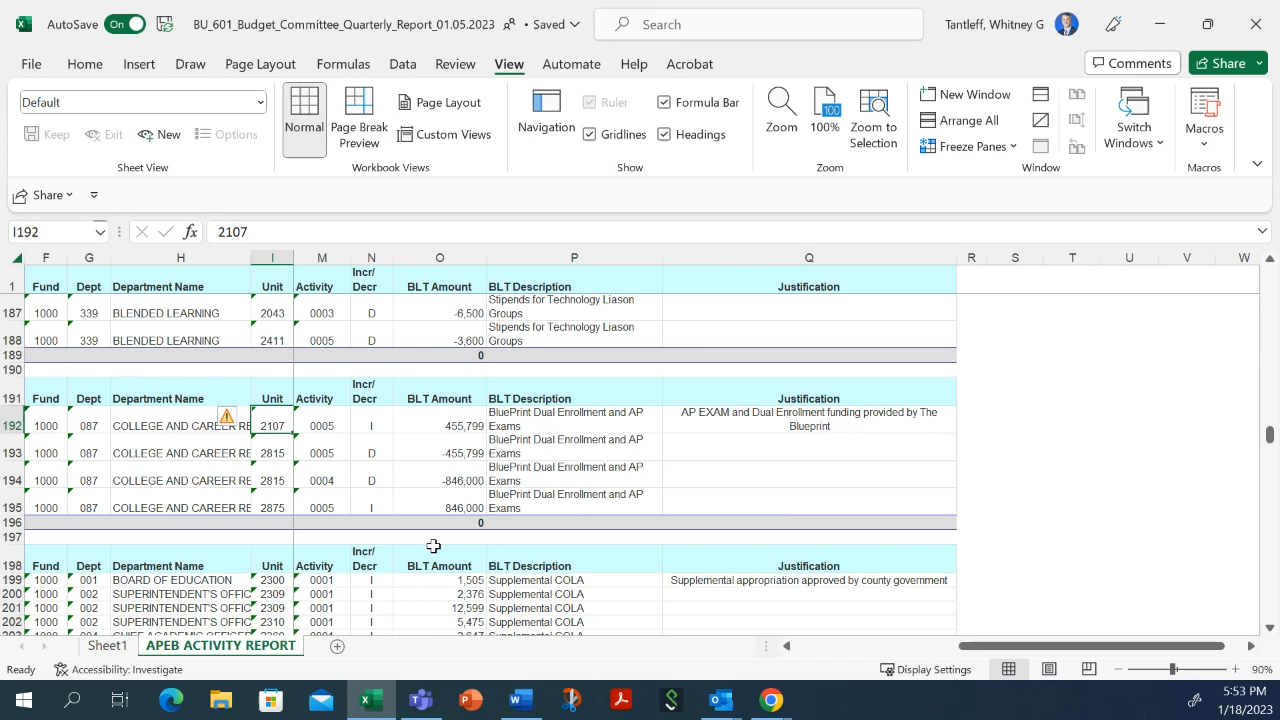 AutoSave On BU_601_Budget_Committee_Quarterly_Report_01.05.2023 • Saved Search Tantleff, Whitney G
File Home Insert Draw Page Layout Formulas Data Review View Automate Help Acrobat Comments Share
Default
Keep Exit New Options
Sheet View
Normal
Page Break
Preview
Page Layout
Custom Views
Workbook Views
Navigation
Ruler Formula Bar
Gridlines Headings
Show
Zoom
100
100%
Zoom to
Selection
Zoom
New Window
Arrange All
Freeze Panes
Switch
Windows
Window
Macros
Macros
Share
I192 fx 2107
F G H I M N O P Q R S T U V W
Incr/
1 Fund Dept Department Name Unit Activity Decr BLT Amount BLT Description Justification
Stipends for Technology Liason
187 1000 339 BLENDED LEARNING 2043 0003 D -6,500 Groups
Stipends for Technology Liason
188 1000 339 BLENDED LEARNING 2411 0005 D -3,600 Groups
189 0
190
Incr/
191 Fund Dept Department Name Unit Activity Decr BLT Amount BLT Description Justification
BluePrint Dual Enrollment and AP AP EXAM and Dual Enrollment funding provided by The
192 1000 087 COLLEGE AND CAREER RE 2107 0005 I 455,799 Exams Blueprint
BluePrint Dual Enrollment and AP
193 1000 087 COLLEGE AND CAREER RE 2815 0005 D -455,799 Exams
BluePrint Dual Enrollment and AP
194 1000 087 COLLEGE AND CAREER RE 2815 0004 D -846,000 Exams
BluePrint Dual Enrollment and AP
195 1000 087 COLLEGE AND CAREER RE 2875 0005 I 846,000 Exams
196 0
197
Incr/
198 Fund Dept Department Name Unit Activity Decr BLT Amount BLT Description Justification
199 1000 001 BOARD OF EDUCATION 2300 0001 I 1,505 Supplemental COLA Supplemental appropriation approved by county government
200 1000 002 SUPERINTENDENT'S OFFIC 2309 0001 I 2,376 Supplemental COLA
201 1000 002 SUPERINTENDENT'S OFFIC 2309 0001 I 12,599 Supplemental COLA
202 1000 002 SUPERINTENDENT'S OFFIC 2310 0001 I 5,475 Supplemental COLA
Sheet1 APEB ACTIVITY REPORT
Ready Accessibility: Investigate Display Settings 90%
5:53 PM
1/18/2023